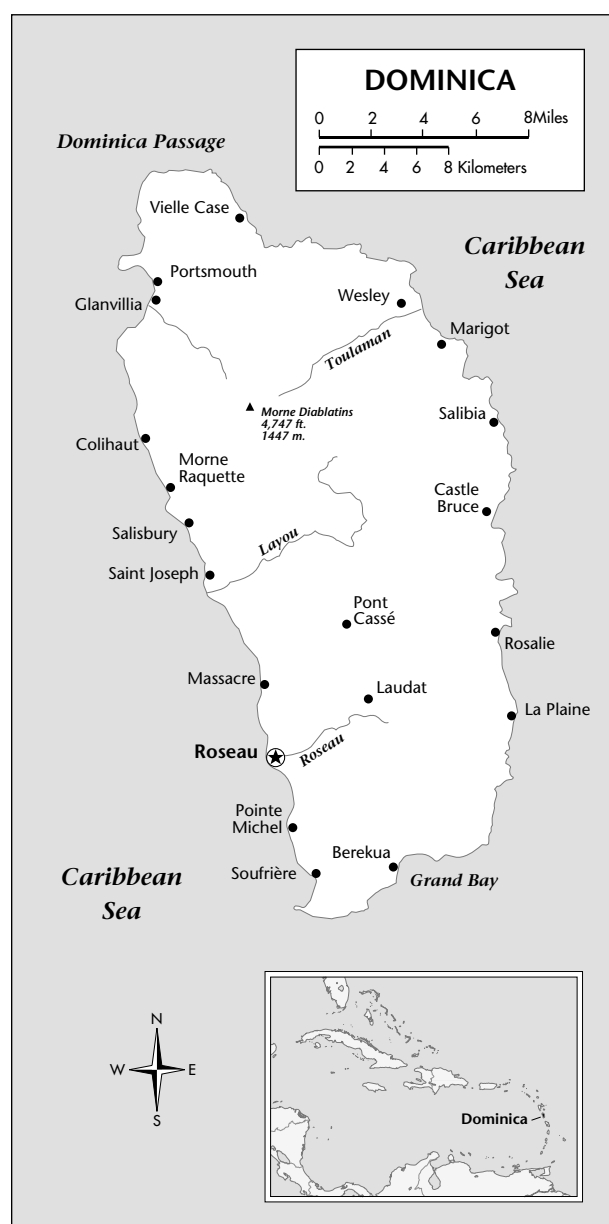 DOMINICA
0 2 4 6 8Miles
0 2 4 6 8 Kilometers
Dominica Passage
Vielle Case
Caribbean
Sea
Portsmouth
Glanvillia
Wesley
Marigot
Toulaman
Morne Diablatins
4,747 ft.
1447 m.
Salibia
Colihaut
Morne
Raquette
Castle
Bruce
Salisbury
Layou
Saint Joseph
Pont
Cassé
Rosalie
Massacre
Laudat
La Plaine
Roseau
Roseau
Pointe
Michel
Berekua
Soufrière
Grand Bay
Caribbean
Sea
N
W E
S
Dominica